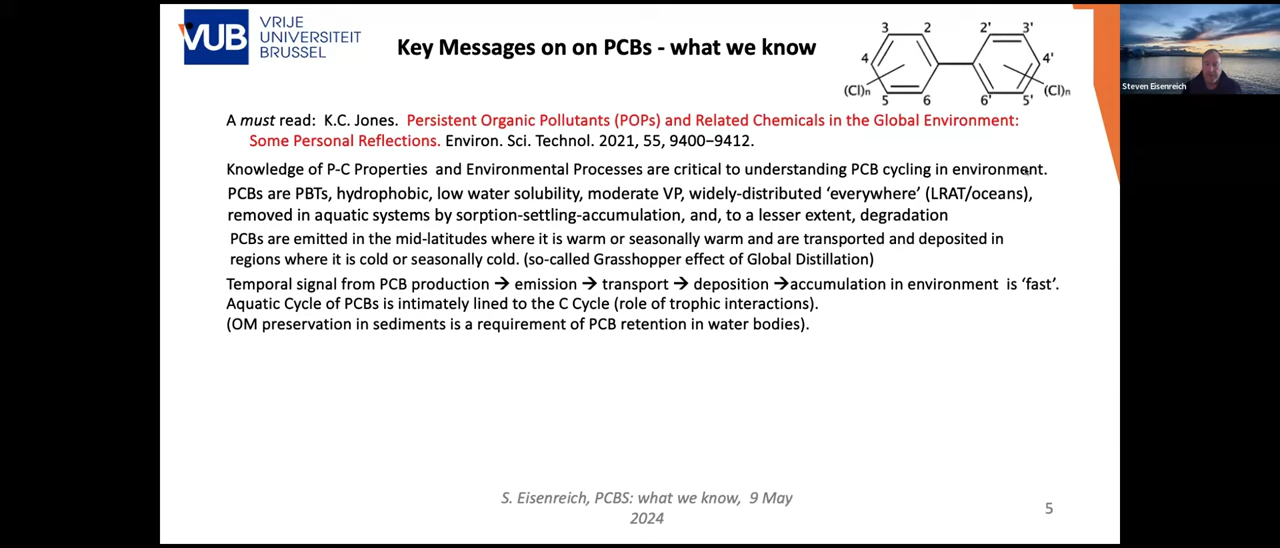 VUB
VRIJE
UNIVERSITEIT
BRUSSEL
Key Messages on on PCBs - what we know
3 2 2' 3'
4 4'
(Cl)n (Cl)n
5 6 6' 5'
Steven Eisenreich
A must read: K.C. Jones. Persistent Organic Pollutants (POPs) and Related Chemicals in the Global Environment:
Some Personal Reflections. Environ. Sci. Technol. 2021, 55, 9400−9412.
Knowledge of P-C Properties and Environmental Processes are critical to understanding PCB cycling in environment.
PCBs are PBTs, hydrophobic, low water solubility, moderate VP, widely-distributed ‘everywhere’ (LRAT/oceans),
removed in aquatic systems by sorption-settling-accumulation, and, to a lesser extent, degradation
PCBs are emitted in the mid-latitudes where it is warm or seasonally warm and are transported and deposited in
regions where it is cold or seasonally cold. (so-called Grasshopper effect of Global Distillation)
Temporal signal from PCB production → emission → transport → deposition →accumulation in environment is ‘fast’.
Aquatic Cycle of PCBs is intimately lined to the C Cycle (role of trophic interactions).
(OM preservation in sediments is a requirement of PCB retention in water bodies).
S. Eisenreich, PCBS: what we know, 9 May
2024
5